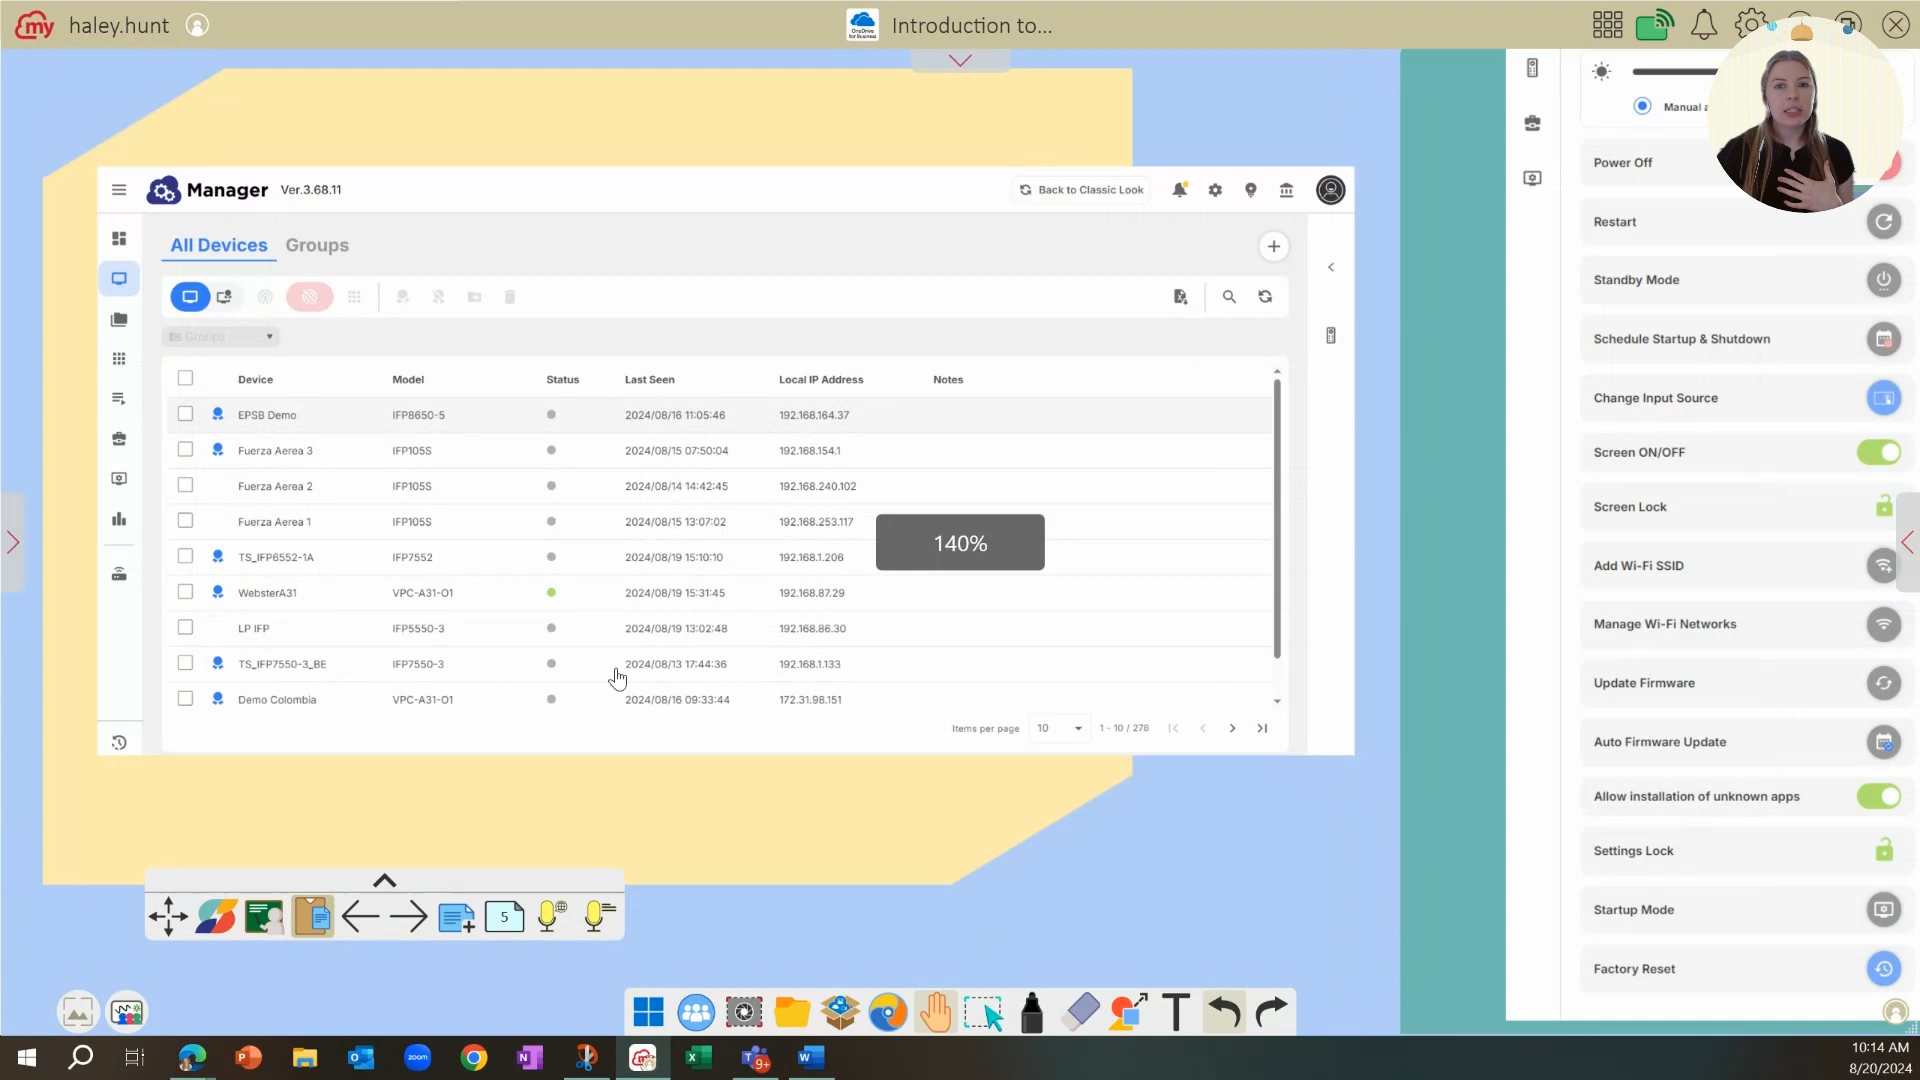 my haley.hunt
OneDrive for Business
Introduction to...
Manager Ver.3.68.11
Back to Classic Look
All Devices Groups
Groups
Device Model Status Last Seen Local IP Address Notes
EPSB Demo IFP8650-5 2024/08/16 11:05:46 192.168.164.37
Fuerza Aerea 3 IFP105S 2024/08/15 07:50:04 192.168.154.1
Fuerza Aerea 2 IFP105S 2024/08/14 14:42:45 192.168.240.102
Fuerza Aerea 1 IFP105S 2024/08/15 13:07:02 192.168.253.117
TS_IFP6552-1A IFP7552 2024/08/19 15:10:10 192.168.1.206
WebsterA31 VPC-A31-O1 2024/08/19 15:31:45 192.168.87.29
LP IFP IFP5550-3 2024/08/19 13:02:48 192.168.86.30
TS_IFP7550-3_BE IFP7550-3 2024/08/13 17:44:36 192.168.1.133
Demo Colombia VPC-A31-O1 2024/08/16 09:33:44 172.31.98.151
Items per page 10 1 - 10 / 278
140%
Manual
Power Off
Restart
Standby Mode
Schedule Startup & Shutdown
Change Input Source
Screen ON/OFF
Screen Lock
Add Wi-Fi SSID
Manage Wi-Fi Networks
Update Firmware
Auto Firmware Update
Allow installation of unknown apps
Settings Lock
Startup Mode
Factory Reset
5
T
zoom
9+
10:14 AM
8/20/2024